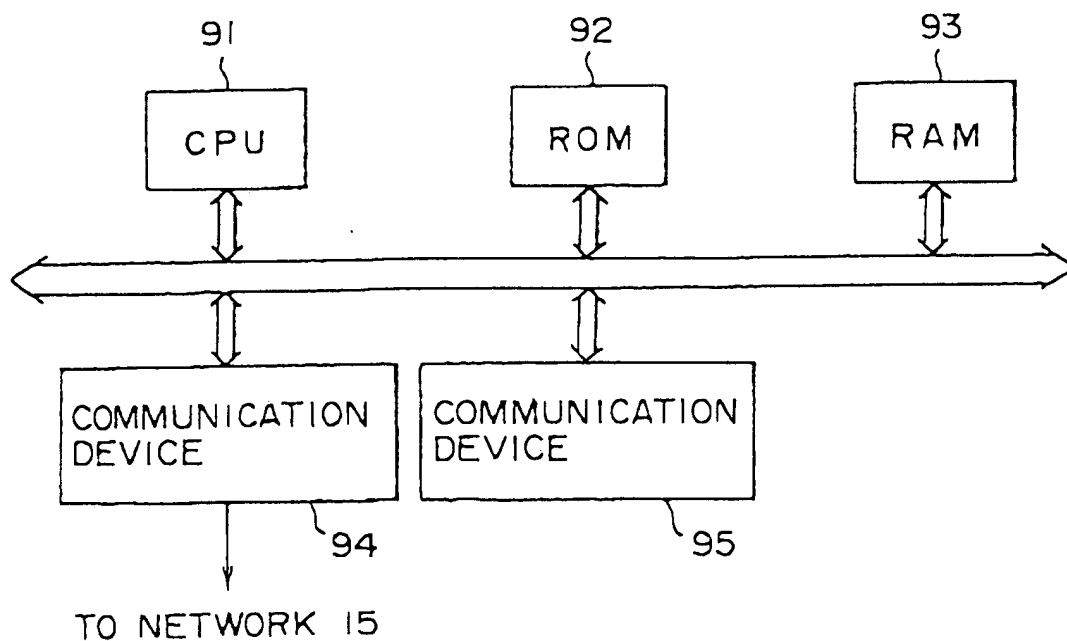 91
92
93
CPU
ROM
RAM
COMMUNICATION
DEVICE
COMMUNICATION
DEVICE
94
95
TO NETWORK 15